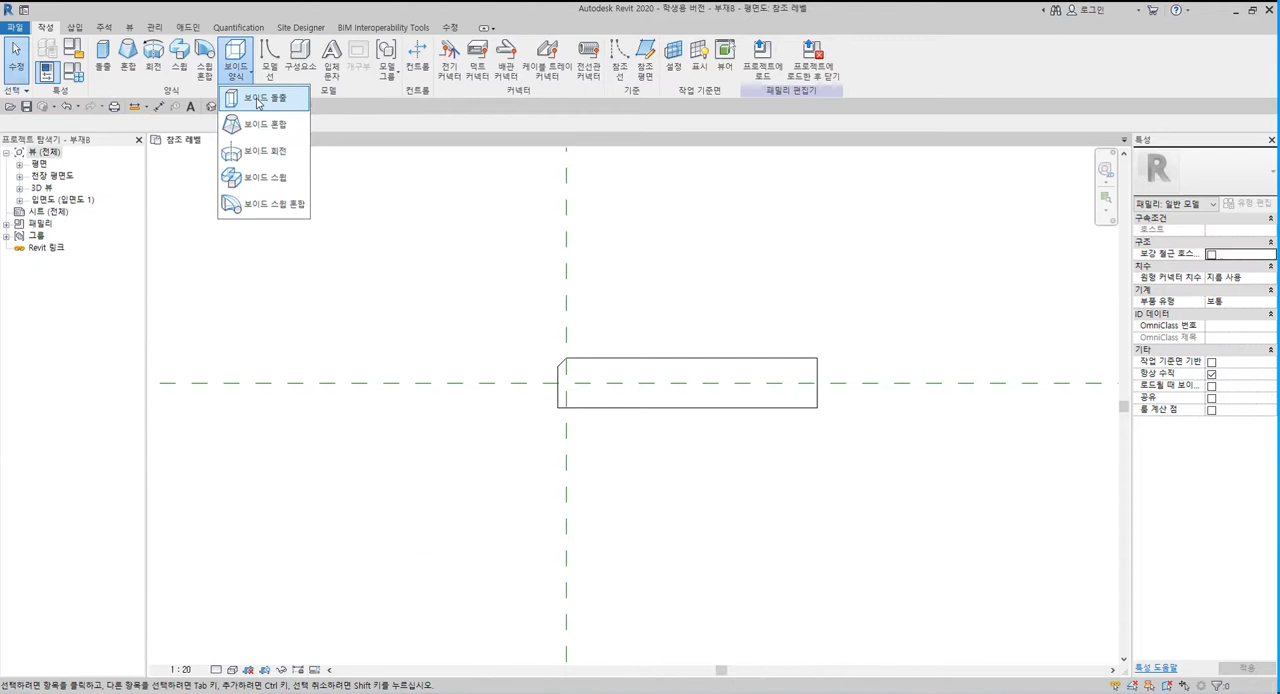 Autodesk Revit 2020 - 학생용 버전 - 부재B - 평면도: 참조 레벨
로그인
파일 작성 삽입 주석 뷰 관리 애드인 Quantification Site Designer BIM Interoperability Tools 수정
수정
돌출 혼합 회전 스윕 스윕 혼합
보이드 양식
모델 선
구성요소
입체 문자
개구부
모델 그룹
컨트롤
전기 커넥터
덕트 커넥터
배관 커넥터
케이블 트레이 커넥터
전선관 커넥터
참조 선
참조 평면
설정 표시 뷰어
프로젝트에 로드
프로젝트에 로드한 후 닫기
선택 특성 양식 모델 컨트롤 커넥터 기준 작업 기준면 패밀리 편집기
보이드 돌출
보이드 혼합
보이드 회전
보이드 스윕
보이드 스윕 혼합
프로젝트 탐색기 - 부재B
뷰 (전체)
평면
천장 평면도
3D 뷰
입면도 (입면도 1)
시트 (전체)
패밀리
그룹
Revit 링크
참조 레벨
특성
패밀리: 일반 모델 유형 편집
구속조건
호스트
구조
보강 철근 호스...
치수
원형 커넥터 치수 지름 사용
기계
부품 유형 보통
ID 데이터
OmniClass 번호
OmniClass 제목
기타
작업 기준면 기반
항상 수직
로드될 때 보이...
공유
룸 계산 점
특성 도움말 적용
1 : 20
선택하려면 항목을 클릭하고, 다른 항목을 선택하려면 Tab 키, 추가하려면 Ctrl 키, 선택 취소하려면 Shift 키를 누르십시오.
:0